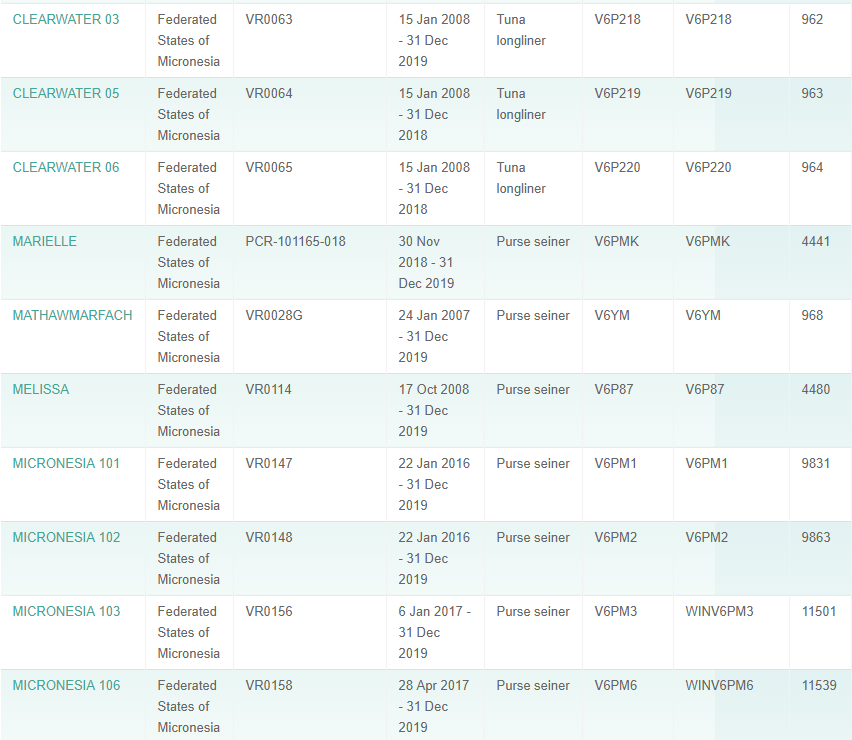 CLEARWATER 03 Federated VR0063 15 Jan 2008 Tuna V6P218 V6P218 962
States of - 31 Dec longliner
Micronesia 2019
CLEARWATER 05 Federated VR0064 15 Jan 2008 Tuna V6P219 V6P219 963
States of - 31 Dec longliner
Micronesia 2018
CLEARWATER 06 Federated VR0065 15 Jan 2008 Tuna V6P220 V6P220 964
States of - 31 Dec longliner
Micronesia 2018
MARIELLE Federated PCR-101165-018 30 Nov Purse seiner V6PMK V6PMK 4441
States of 2018 - 31
Micronesia Dec 2019
MATHAWMARFACH Federated VR0028G 24 Jan 2007 Purse seiner V6YM V6YM 968
States of - 31 Dec
Micronesia 2019
MELISSA Federated VR0114 17 Oct 2008 Purse seiner V6P87 V6P87 4480
States of - 31 Dec
Micronesia 2019
MICRONESIA 101 Federated VR0147 22 Jan 2016 Purse seiner V6PM1 V6PM1 9831
States of - 31 Dec
Micronesia 2019
MICRONESIA 102 Federated VR0148 22 Jan 2016 Purse seiner V6PM2 V6PM2 9863
States of - 31 Dec
Micronesia 2019
MICRONESIA 103 Federated VR0156 6 Jan 2017 - Purse seiner V6PM3 WINV6PM3 11501
States of 31 Dec
Micronesia 2019
MICRONESIA 106 Federated VR0158 28 Apr 2017 Purse seiner V6PM6 WINV6PM6 11539
States of - 31 Dec
Micronesia 2019